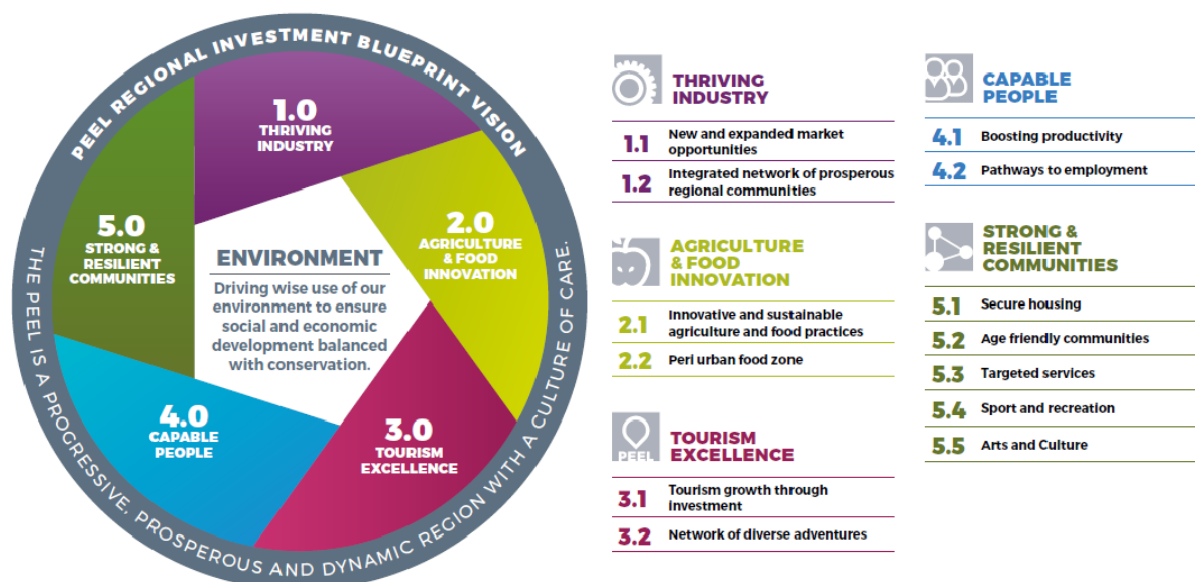 PEEL REGIONAL INVESTMENT BLUEPRINT VISION
THE PEEL IS A PROGRESSIVE, PROSPEROUS AND DYNAMIC REGION WITH A CULTURE OF CARE.
1.0
THRIVING
INDUSTRY
2.0
AGRICULTURE
& FOOD
INNOVATION
3.0
TOURISM
EXCELLENCE
4.0
CAPABLE
PEOPLE
5.0
STRONG &
RESILIENT
COMMUNITIES
ENVIRONMENT
Driving wise use of our
environment to ensure
social and economic
development balanced
with conservation.
THRIVING
INDUSTRY
1.1 New and expanded market
opportunities
1.2 Integrated network of prosperous
regional communities
AGRICULTURE
& FOOD
INNOVATION
2.1 Innovative and sustainable
agriculture and food practices
2.2 Peri urban food zone
PEEL
TOURISM
EXCELLENCE
3.1 Tourism growth through
investment
3.2 Network of diverse adventures
CAPABLE
PEOPLE
4.1 Boosting productivity
4.2 Pathways to employment
STRONG &
RESILIENT
COMMUNITIES
5.1 Secure housing
5.2 Age friendly communities
5.3 Targeted services
5.4 Sport and recreation
5.5 Arts and Culture